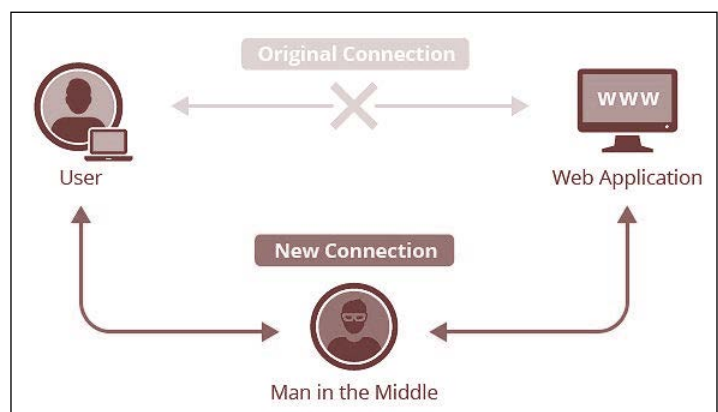 Original Connection
www
User
Web Application
New Connection
Man in the Middle